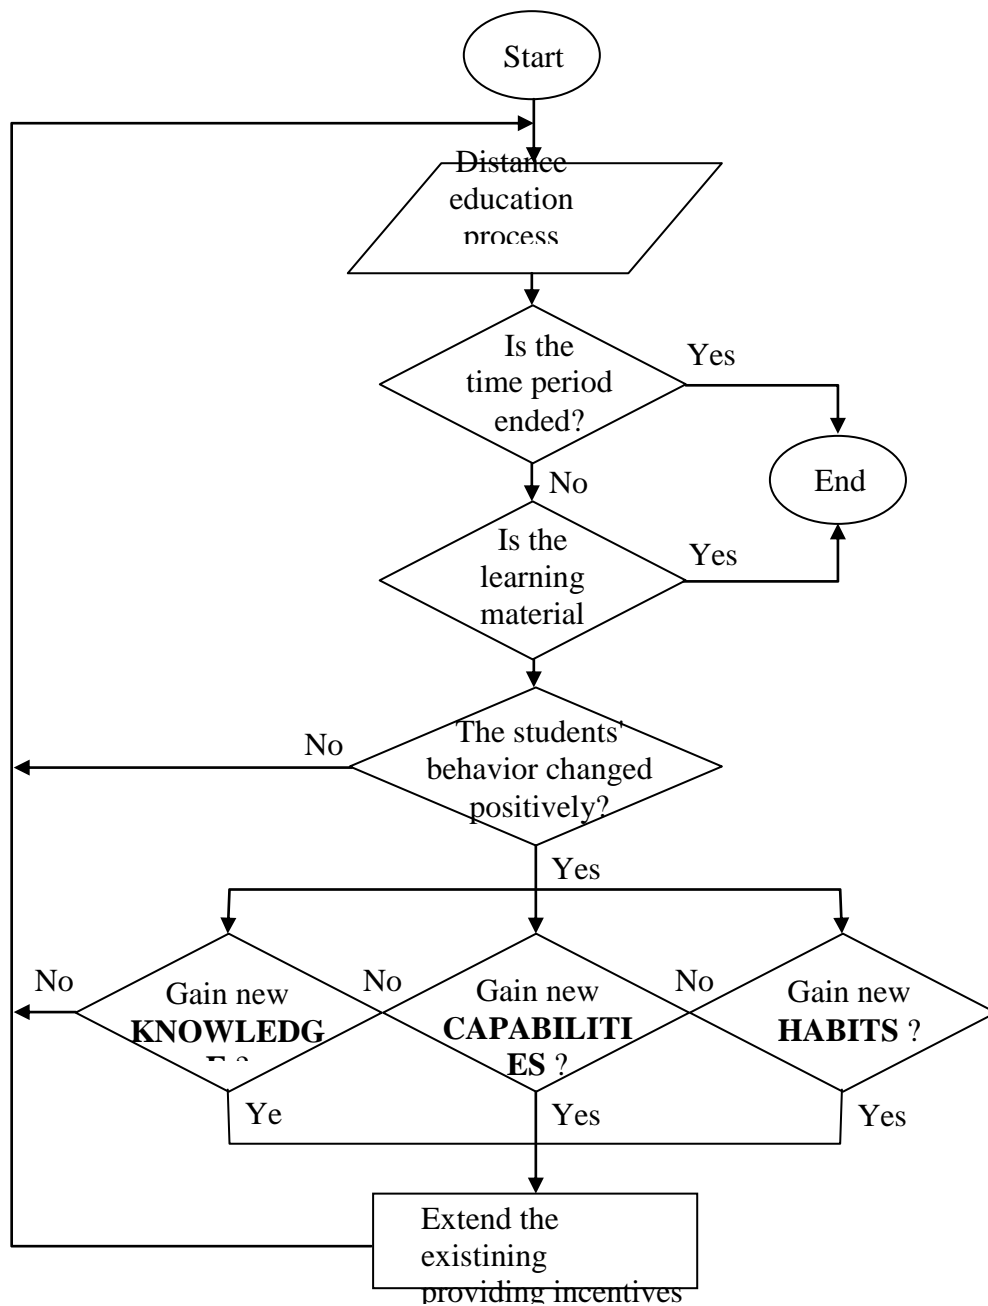 Start
Distance
education
process
Is the
time period
ended?
Yes
No
End
Is the
learning
material
Yes
The students'
behavior changed
positively?
No
Yes
No
Gain new
KNOWLEDG
E ?
No
Gain new
CAPABILITI
ES ?
No
Gain new
HABITS ?
Ye
Yes
Yes
Extend the
existining
providing incentives